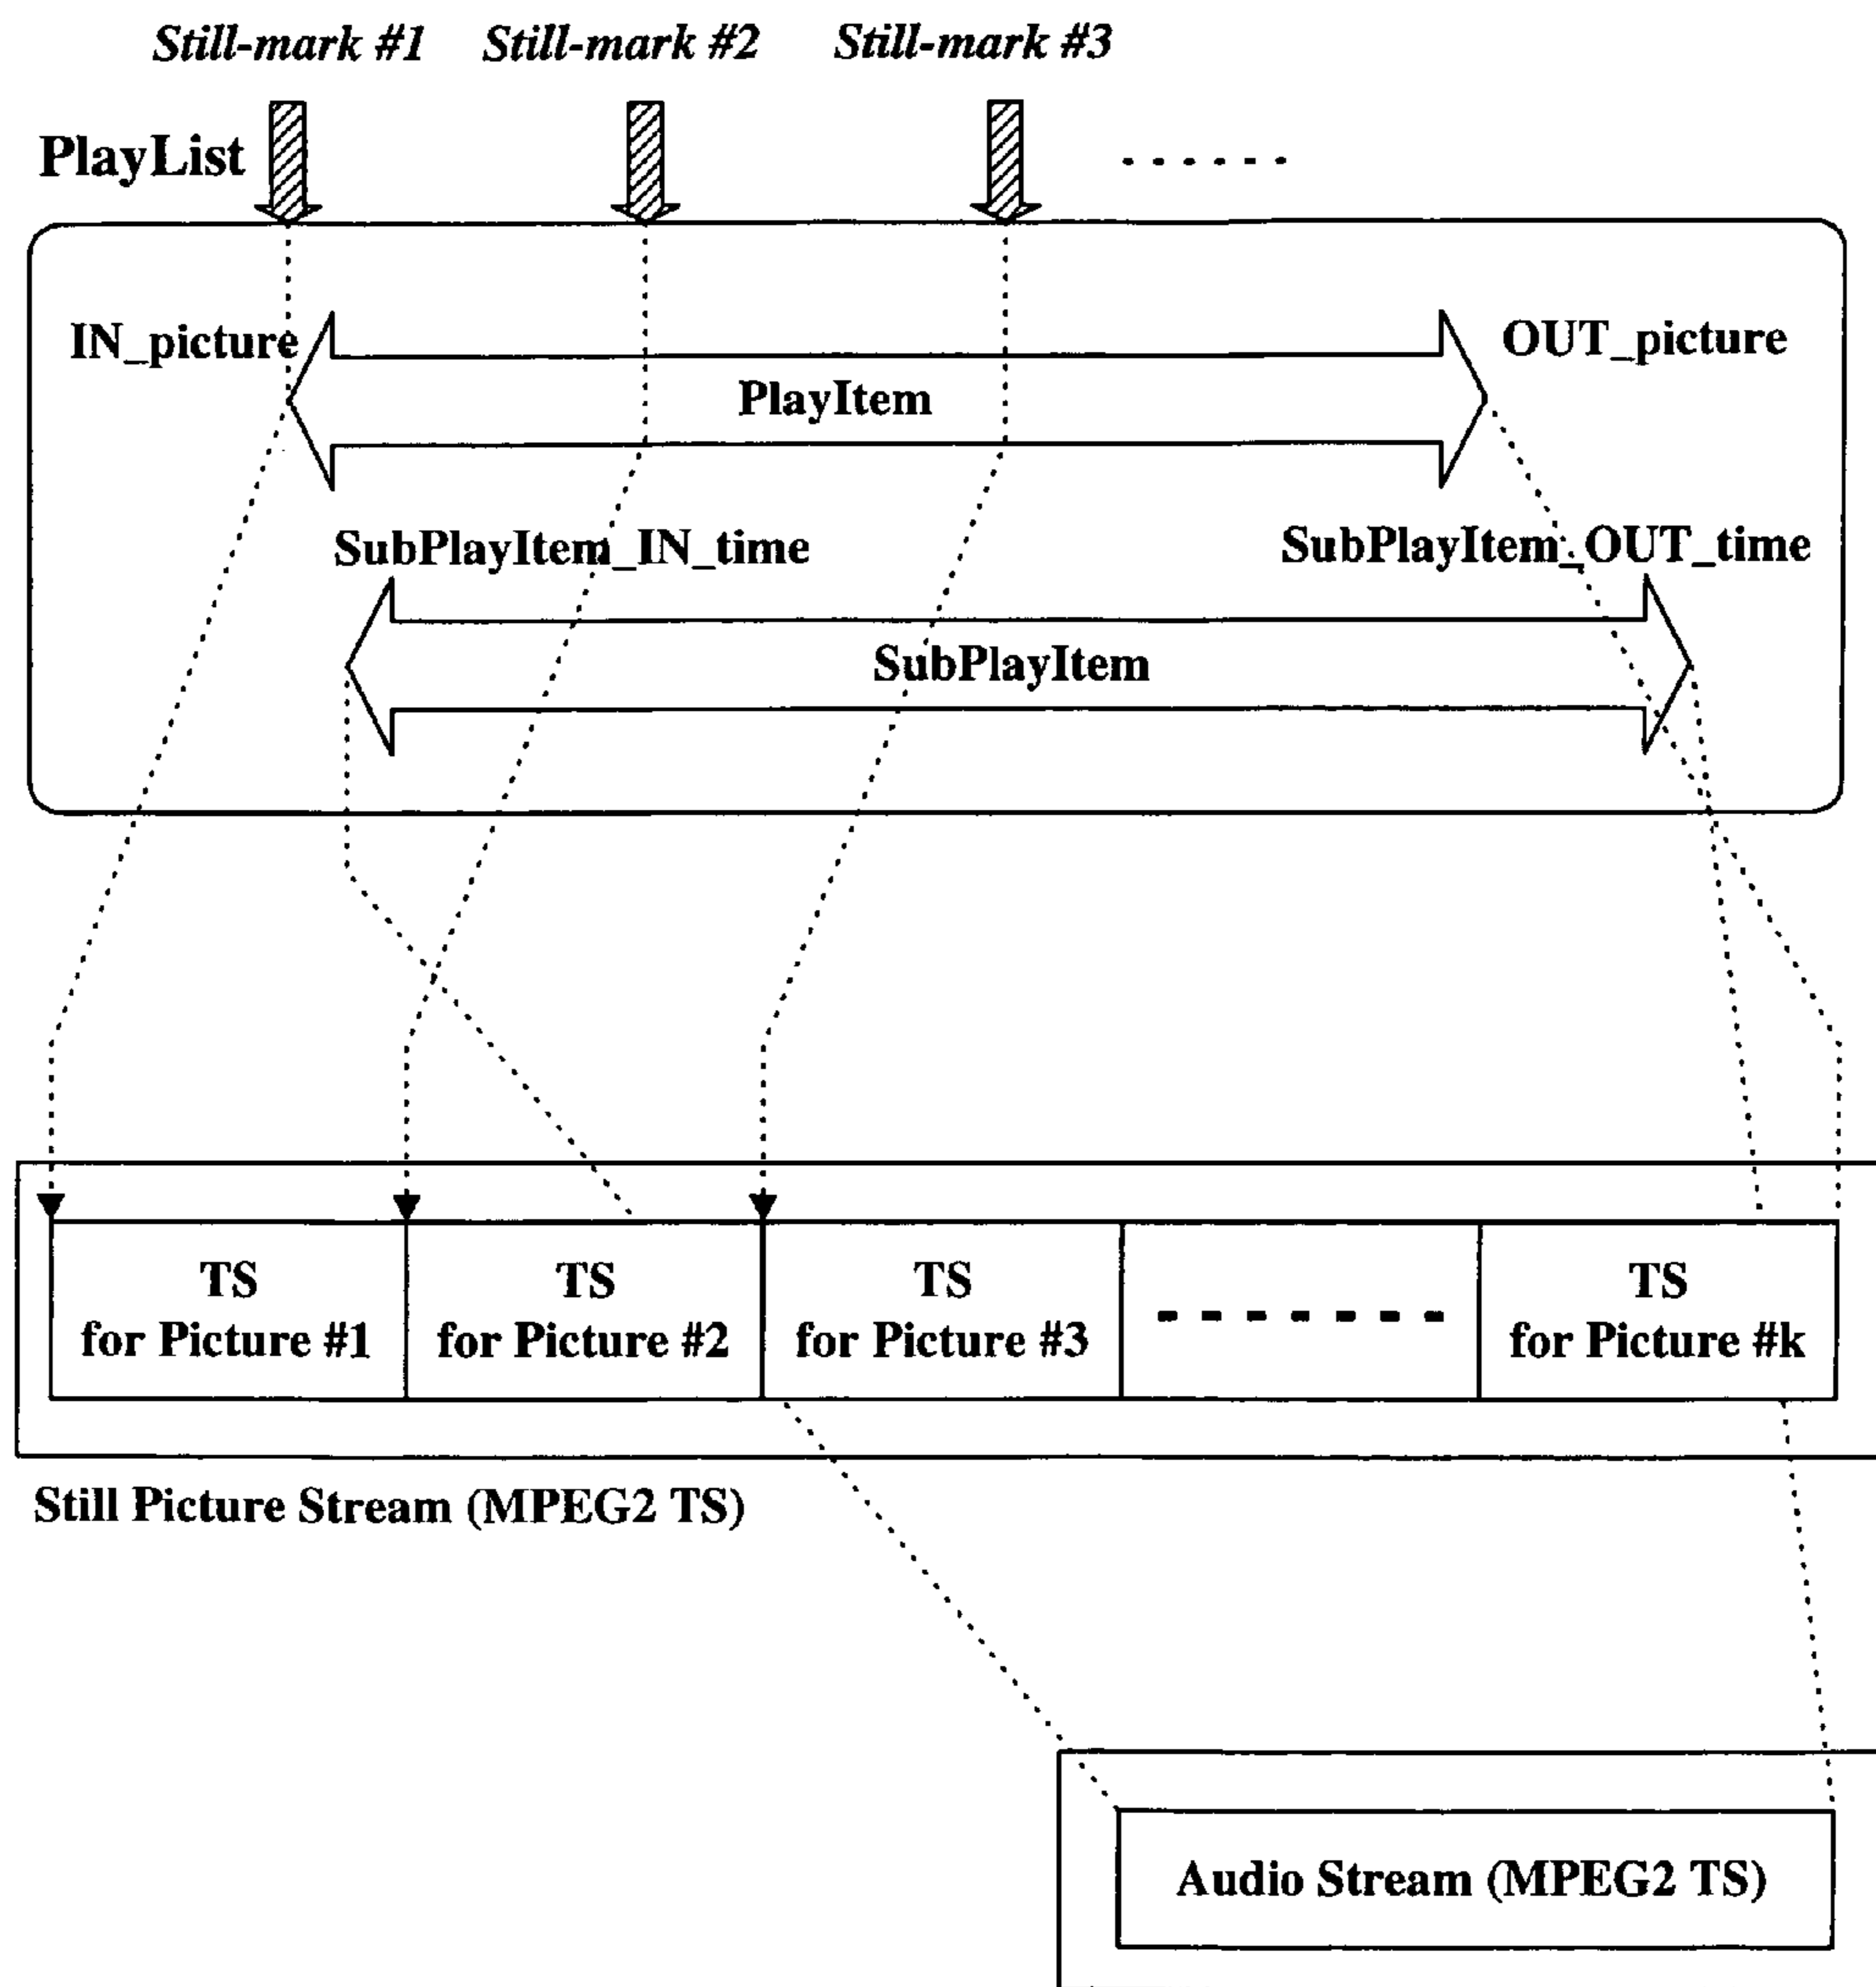 Still-mark #1 Still-mark #2 Still-mark #3
PlayList
IN_picture
OUT_picture
PlayItem
SubPlayItem_IN_time
SubPlayItem_OUT_time
SubPlayItem
TS
for Picture #1
TS
for Picture #2
TS
for Picture #3
TS
for Picture #k
Still Picture Stream (MPEG2 TS)
Audio Stream (MPEG2 TS)